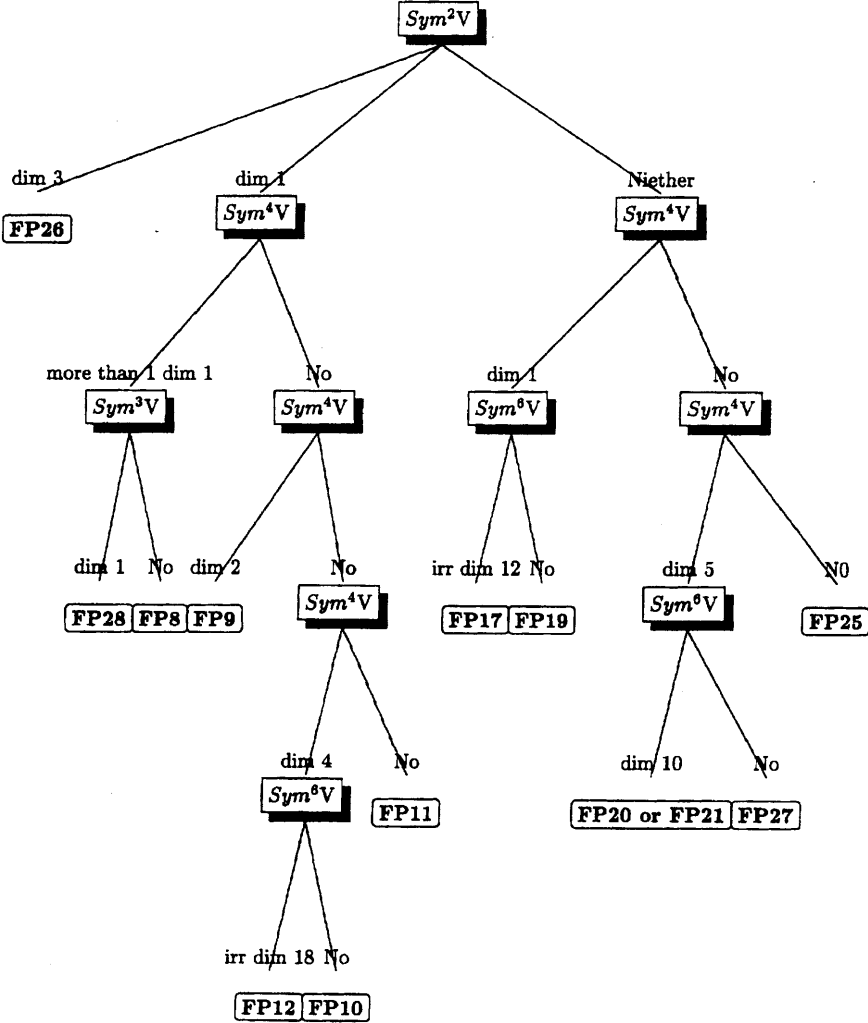 Sym²V
dim 3 dim 1 Niether
FP26 Sym⁴V Sym⁴V
more than 1 dim 1 No dim 1 No
Sym³V Sym⁴V Sym⁶V Sym⁴V
dim 1 No dim 2 No irr dim 12 No dim 5 N0
FP28 FP8 FP9 Sym⁴V FP17 FP19 Sym⁶V FP25
dim 4 No dim 10 No
Sym⁶V FP11 FP20 or FP21 FP27
irr dim 18 No
FP12 FP10